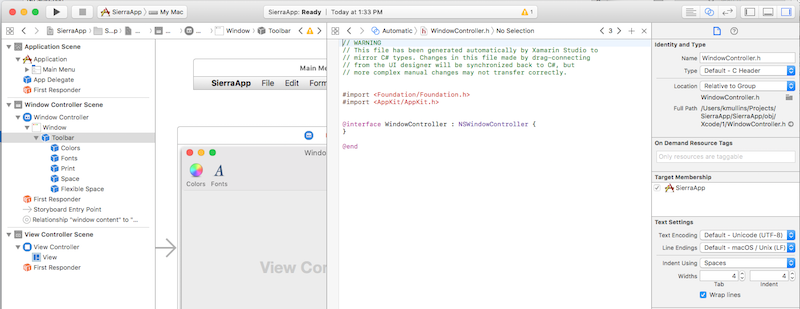 SierraApp
My Mac
SierraApp: Ready
Today at 1:33 PM
1
SierraApp
S...p
M
Window
Toolbar
Automatic
WindowController.h
No Selection
3
Application Scene
Application
Main Menu
App Delegate
First Responder
Window Controller Scene
Window Controller
Window
Toolbar
Colors
Fonts
Print
Space
Flexible Space
First Responder
Storyboard Entry Point
Relationship "window content" to "...
View Controller Scene
View Controller
View
First Responder
Main Me
SierraApp File Edit Form
Windo
Colors Fonts
View Con
// WARNING
// This file has been generated automatically by Xamarin Studio to
// mirror C# types. Changes in this file made by drag-connecting
// from the UI designer will be synchronized back to C#, but
// more complex manual changes may not transfer correctly.
#import <Foundation/Foundation.h>
#import <AppKit/AppKit.h>
@interface WindowController : NSWindowController {
}
@end
Identity and Type
Name WindowController.h
Type Default - C Header
Location Relative to Group
WindowController.h
Full Path /Users/kmullins/Projects/
SierraApp/SierraApp/obj/
Xcode/1/WindowController.h
On Demand Resource Tags
Only resources are taggable
Target Membership
SierraApp
Text Settings
Text Encoding Default - Unicode (UTF-8)
Line Endings Default - macOS / Unix (LF)
Indent Using Spaces
Widths 4 4
Tab Indent
Wrap lines